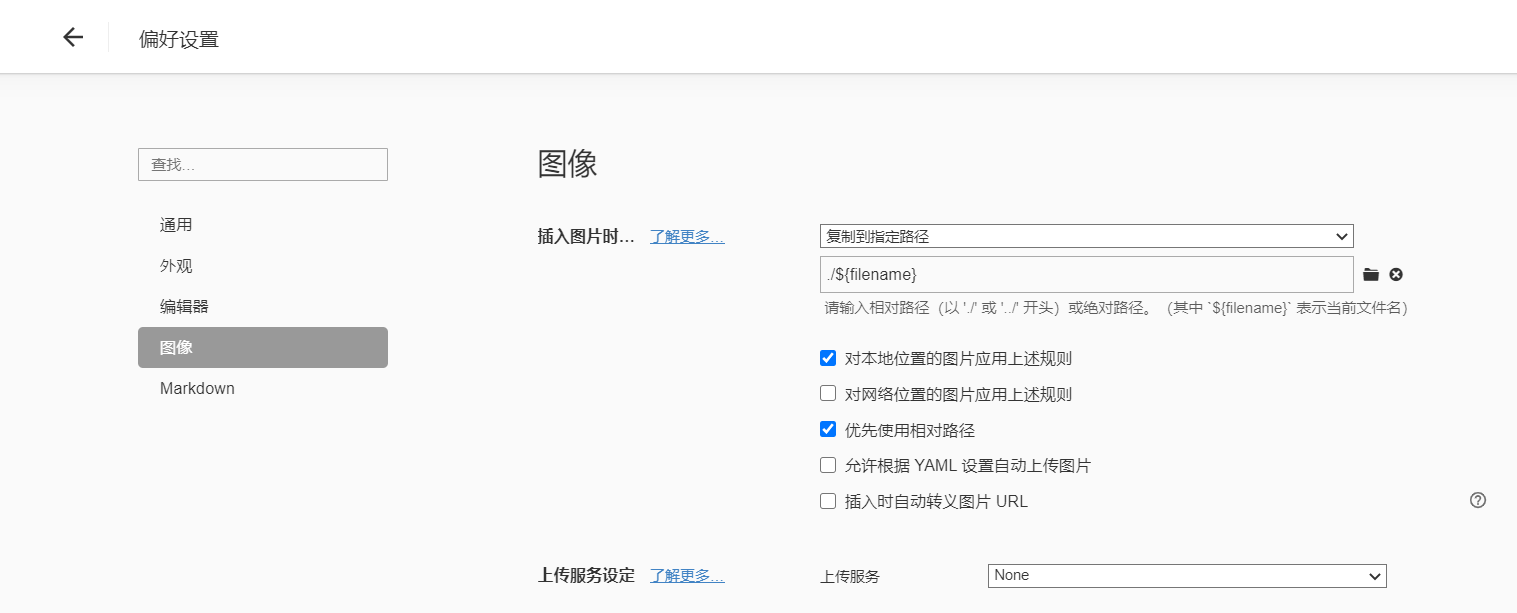 偏好设置
查找...
通用
外观
编辑器
图像
Markdown
图像
插入图片时... 了解更多...
复制到指定路径
./${filename}
请输入相对路径（以 './' 或 '../' 开头）或绝对路径。（其中 `${filename}` 表示当前文件名）
对本地位置的图片应用上述规则
对网络位置的图片应用上述规则
优先使用相对路径
允许根据 YAML 设置自动上传图片
插入时自动转义图片 URL
上传服务设定 了解更多...
上传服务 None